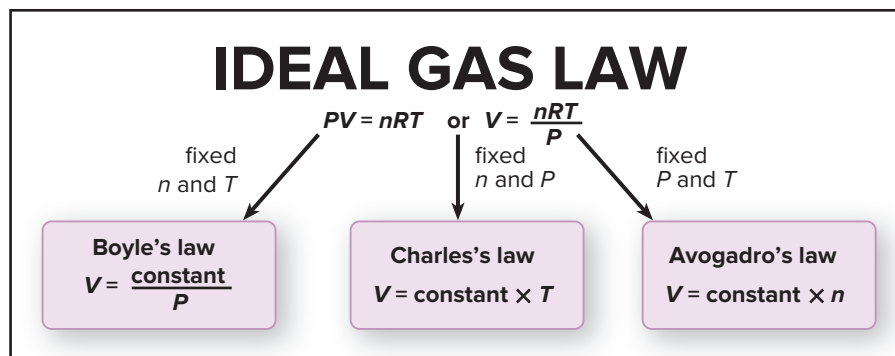 IDEAL GAS LAW
PV = nRT or V = nRT/P
fixed
n and T
fixed
n and P
fixed
P and T
Boyle's law
V = constant/P
Charles's law
V = constant × T
Avogadro's law
V = constant × n